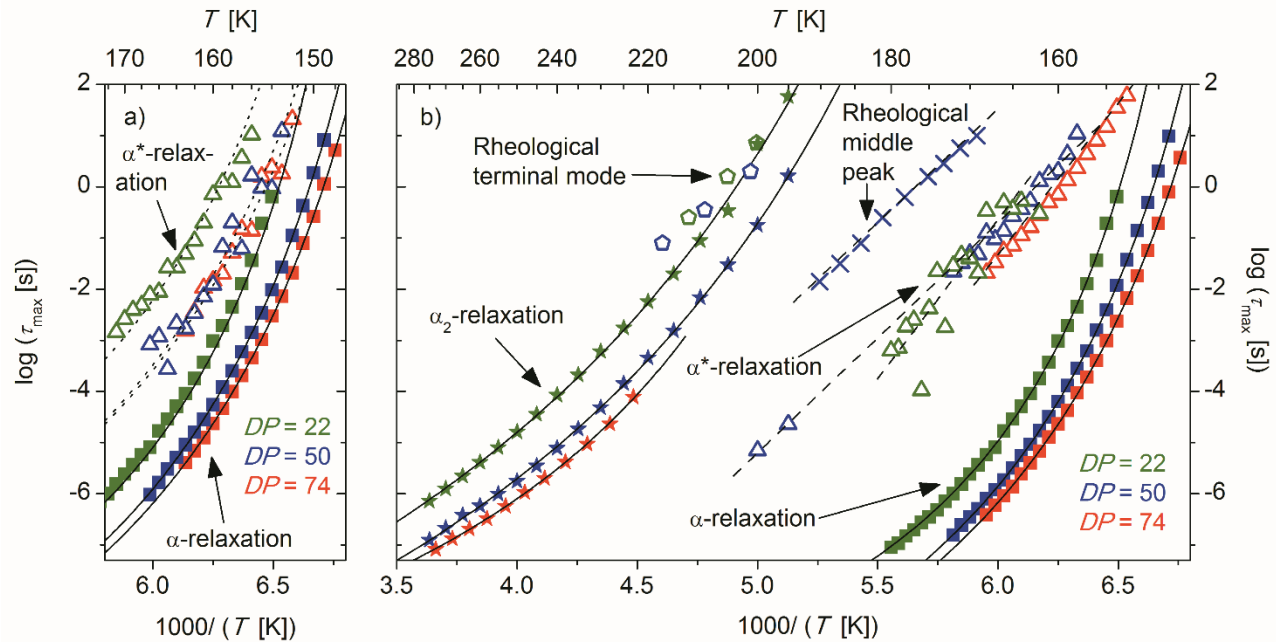 T [K]
170 160 150
T [K]
280 260 240 220 200 180 160
2
0
-2
-4
-6
log (τmax [s])
a)
α*-relax-
ation
DP = 22
DP = 50
DP = 74
α-relaxation
6.0 6.5
1000/ (T [K])
b)
Rheological
terminal mode
Rheological
middle
peak
α2-relaxation
α*-relaxation
α-relaxation
DP = 22
DP = 50
DP = 74
3.5 4.0 4.5 5.0 5.5 6.0 6.5
1000/ (T [K])
2
0
-2
-4
-6
log (τmax [s])